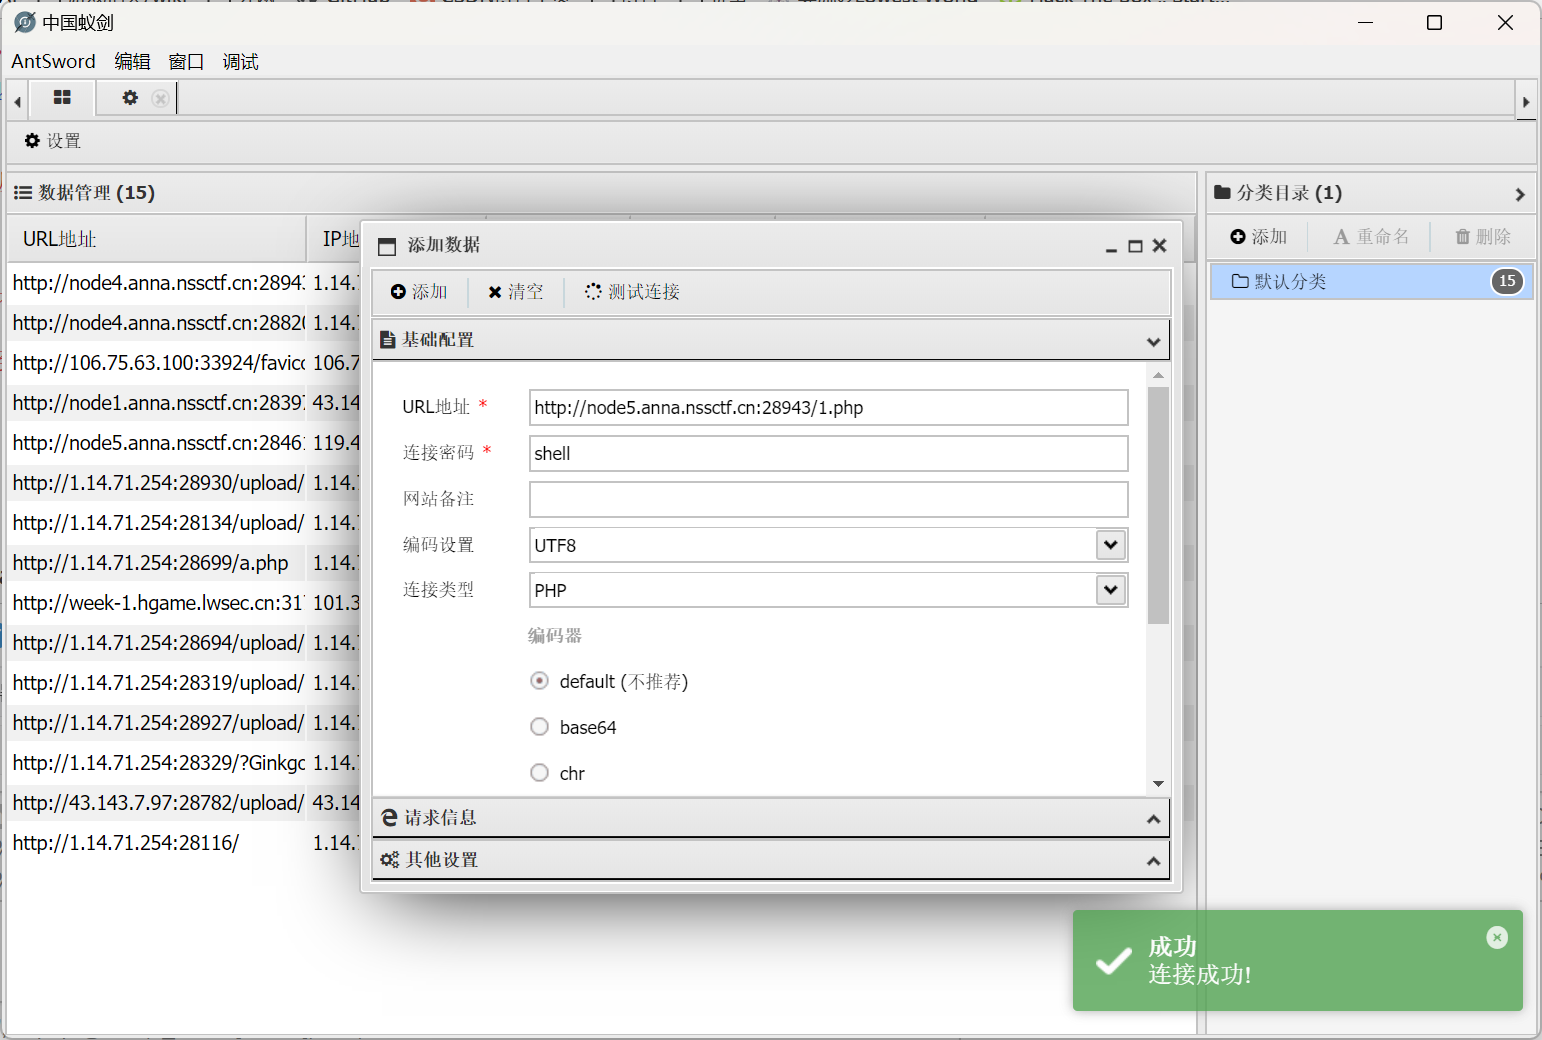 中国蚁剑
AntSword 编辑 窗口 调试
设置
数据管理 (15)
URL地址 IP地
http://node4.anna.nssctf.cn:28943 1.14.
http://node4.anna.nssctf.cn:28820 1.14.
http://106.75.63.100:33924/favico 106.7
http://node1.anna.nssctf.cn:28397 43.14
http://node5.anna.nssctf.cn:28461 119.4
http://1.14.71.254:28930/upload/ 1.14.
http://1.14.71.254:28134/upload/ 1.14.
http://1.14.71.254:28699/a.php 1.14.
http://week-1.hgame.lwsec.cn:317 101.3
http://1.14.71.254:28694/upload/ 1.14.
http://1.14.71.254:28319/upload/ 1.14.
http://1.14.71.254:28927/upload/ 1.14.
http://1.14.71.254:28329/?Ginkgo 1.14.
http://43.143.7.97:28782/upload/ 43.14
http://1.14.71.254:28116/ 1.14.
添加数据
添加 清空 测试连接
基础配置
URL地址 * http://node5.anna.nssctf.cn:28943/1.php
连接密码 * shell
网站备注
编码设置 UTF8
连接类型 PHP
编码器
default (不推荐)
base64
chr
请求信息
其他设置
分类目录 (1)
添加 重命名 删除
默认分类 15
成功
连接成功!